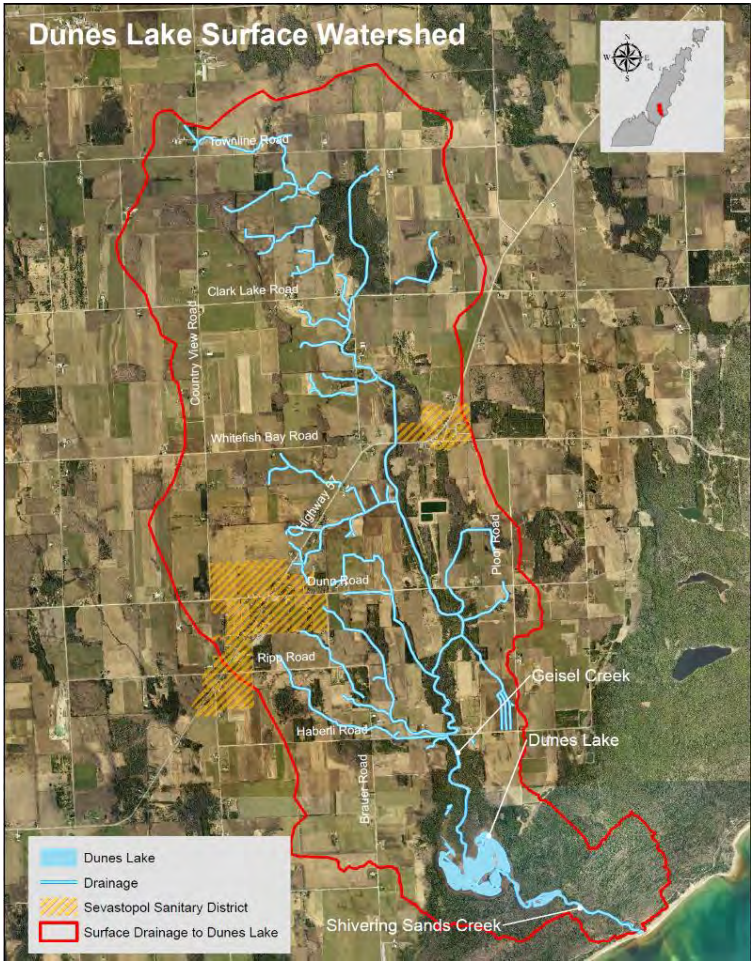 Dunes Lake Surface Watershed
N
W E
S
Townline Road
Clark Lake Road
Country View Road
Whitefish Bay Road
Highway 57
Ploor Road
Dunn Road
Ripp Road
Geisel Creek
Haberli Road
Dunes Lake
Brauer Road
Shivering Sands Creek
Dunes Lake
Drainage
Sevastopol Sanitary District
Surface Drainage to Dunes Lake